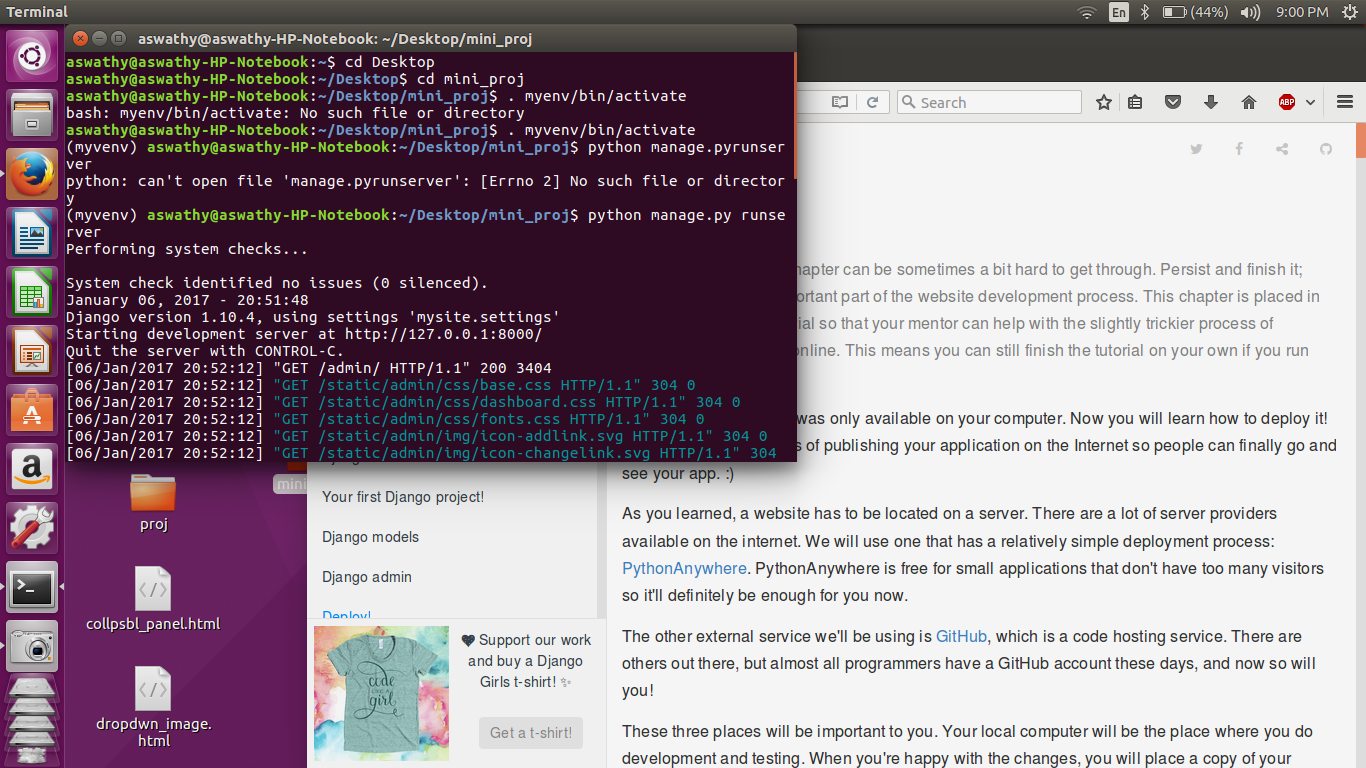 Terminal
En
(44%)
9:00 PM
aswathy@aswathy-HP-Notebook: ~/Desktop/mini_proj
aswathy@aswathy-HP-Notebook:~$ cd Desktop
aswathy@aswathy-HP-Notebook:~/Desktop$ cd mini_proj
aswathy@aswathy-HP-Notebook:~/Desktop/mini_proj$ . myenv/bin/activate
bash: myenv/bin/activate: No such file or directory
aswathy@aswathy-HP-Notebook:~/Desktop/mini_proj$ . myvenv/bin/activate
(myvenv) aswathy@aswathy-HP-Notebook:~/Desktop/mini_proj$ python manage.pyrunser
ver
python: can't open file 'manage.pyrunserver': [Errno 2] No such file or director
y
(myvenv) aswathy@aswathy-HP-Notebook:~/Desktop/mini_proj$ python manage.py runse
rver
Performing system checks...
System check identified no issues (0 silenced).
January 06, 2017 - 20:51:48
Django version 1.10.4, using settings 'mysite.settings'
Starting development server at http://127.0.0.1:8000/
Quit the server with CONTROL-C.
[06/Jan/2017 20:52:12] "GET /admin/ HTTP/1.1" 200 3404
[06/Jan/2017 20:52:12] "GET /static/admin/css/base.css HTTP/1.1" 304 0
[06/Jan/2017 20:52:12] "GET /static/admin/css/dashboard.css HTTP/1.1" 304 0
[06/Jan/2017 20:52:12] "GET /static/admin/css/fonts.css HTTP/1.1" 304 0
[06/Jan/2017 20:52:12] "GET /static/admin/img/icon-addlink.svg HTTP/1.1" 304 0
[06/Jan/2017 20:52:12] "GET /static/admin/img/icon-changelink.svg HTTP/1.1" 304
Search
ABP
hapter can be sometimes a bit hard to get through. Persist and finish it;
ortant part of the website development process. This chapter is placed in
ial so that your mentor can help with the slightly trickier process of
online. This means you can still finish the tutorial on your own if you run
was only available on your computer. Now you will learn how to deploy it!
s of publishing your application on the Internet so people can finally go and
see your app. :)
As you learned, a website has to be located on a server. There are a lot of server providers
available on the internet. We will use one that has a relatively simple deployment process:
PythonAnywhere. PythonAnywhere is free for small applications that don't have too many visitors
so it'll definitely be enough for you now.
The other external service we'll be using is GitHub, which is a code hosting service. There are
others out there, but almost all programmers have a GitHub account these days, and now so will
you!
These three places will be important to you. Your local computer will be the place where you do
development and testing. When you're happy with the changes, you will place a copy of your
mini
Your first Django project!
Django models
Django admin
Deploy!
code
like a
girl
Support our work
and buy a Django
Girls t-shirt! ✨
Get a t-shirt!
proj
collpsbl_panel.html
dropdwn_image.
html